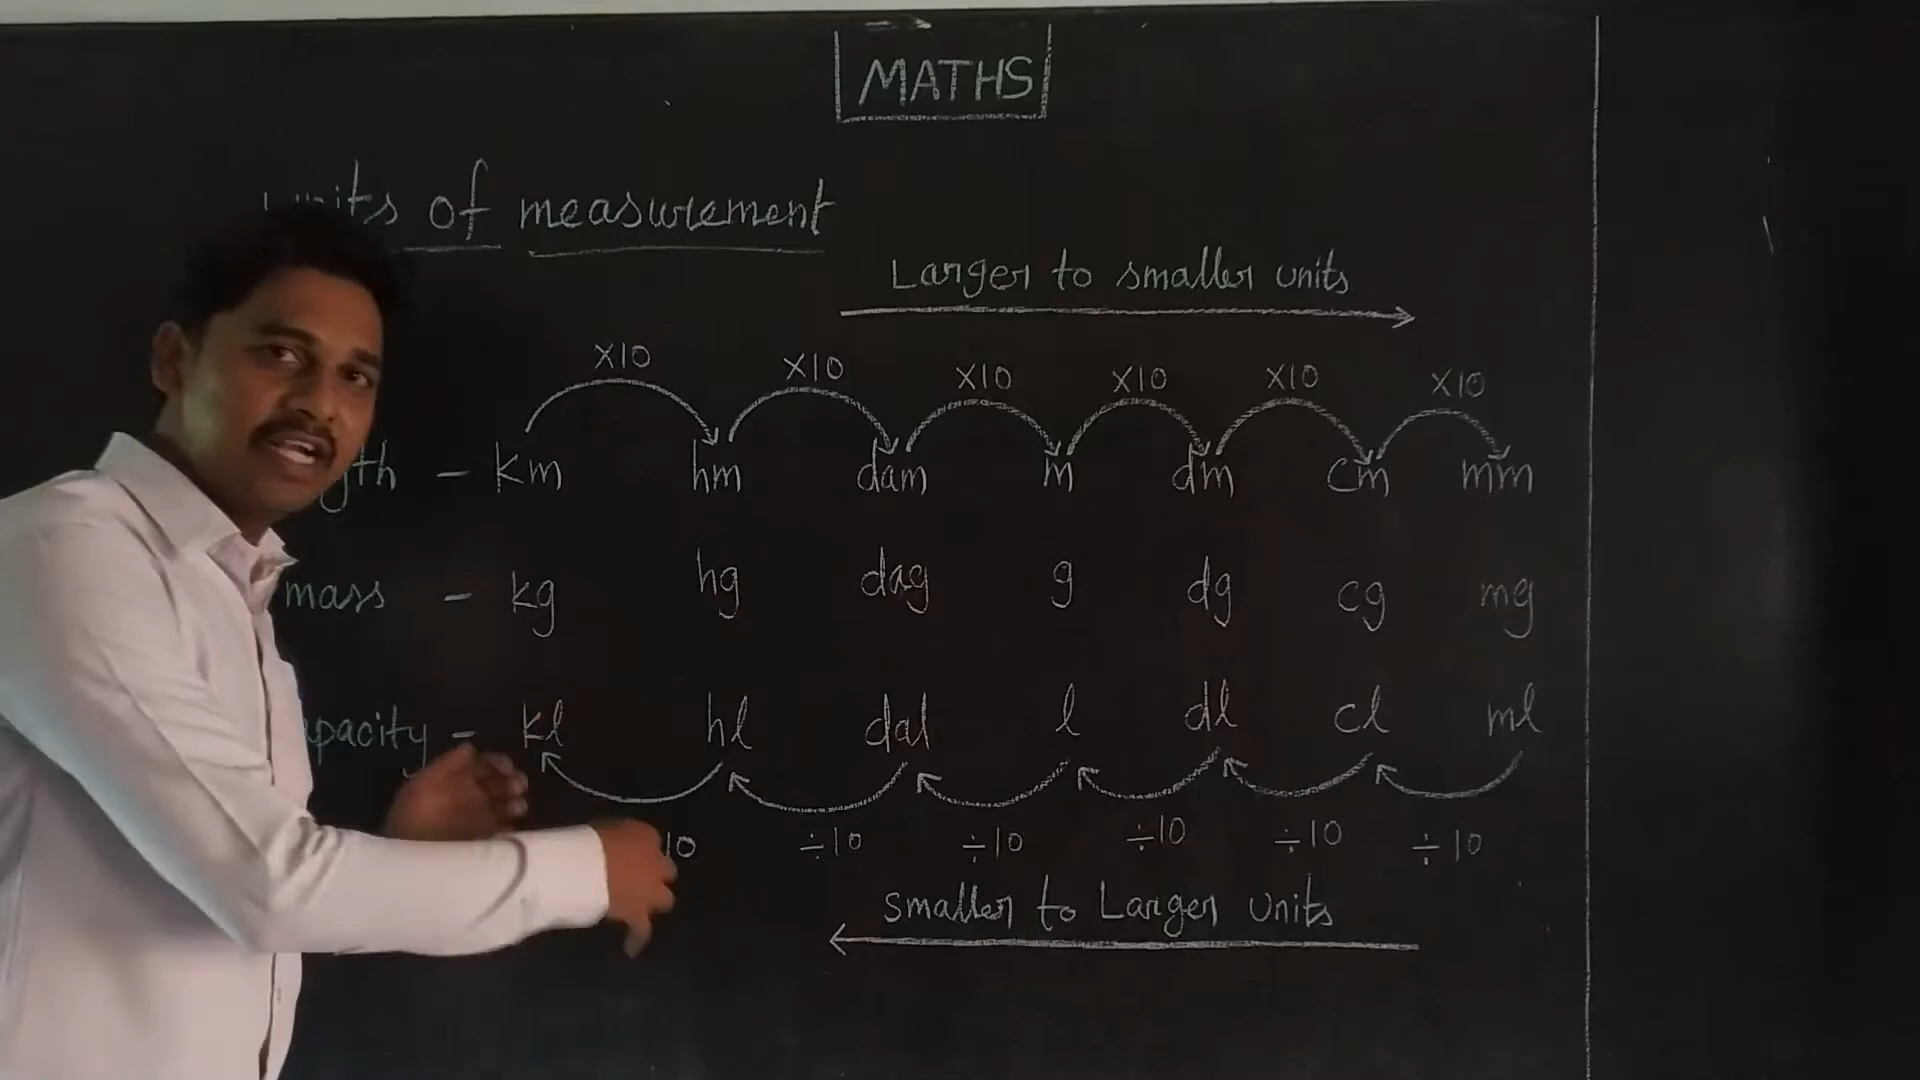 MATHS
of measurement
Larger to smaller units
X10 X10 X10 X10 X10 X10
- Km hm dam m dm cm mm
mass - kg hg dag g dg cg mg
- kl hl dal l dl cl ml
10 ÷10 ÷10 ÷10 ÷10 ÷10
Smaller to Larger units